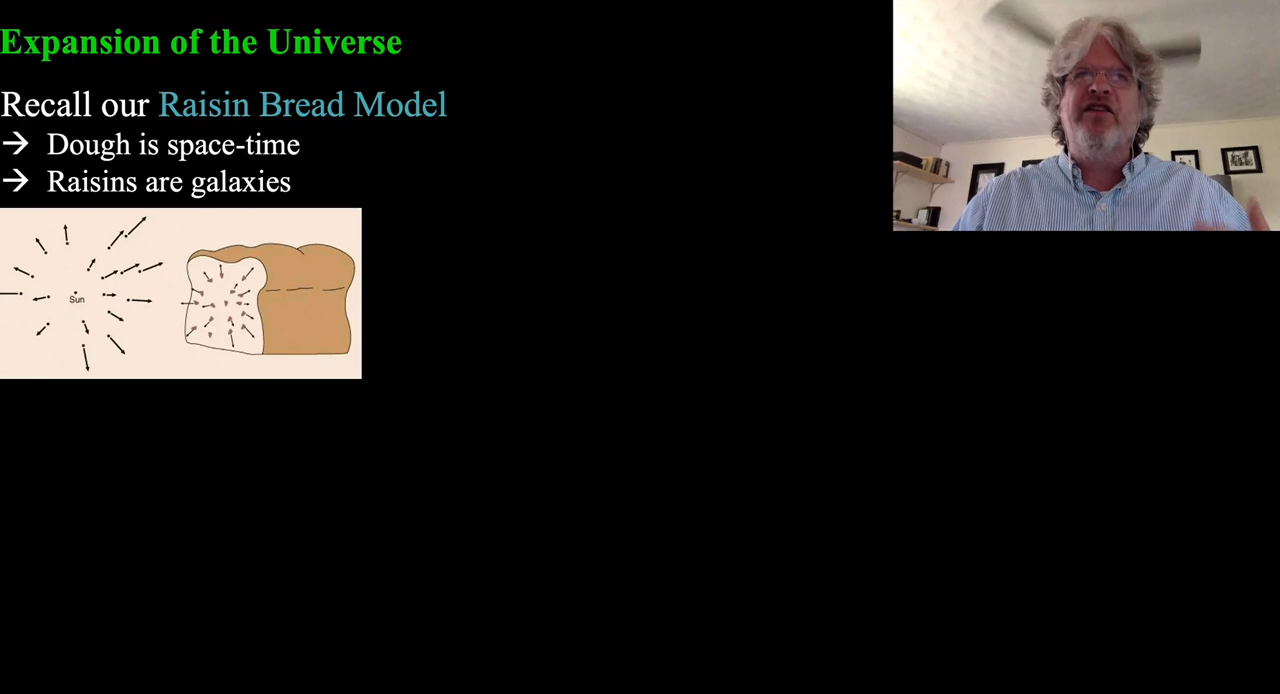 Expansion of the Universe
Recall our Raisin Bread Model
→ Dough is space-time
→ Raisins are galaxies
Sun